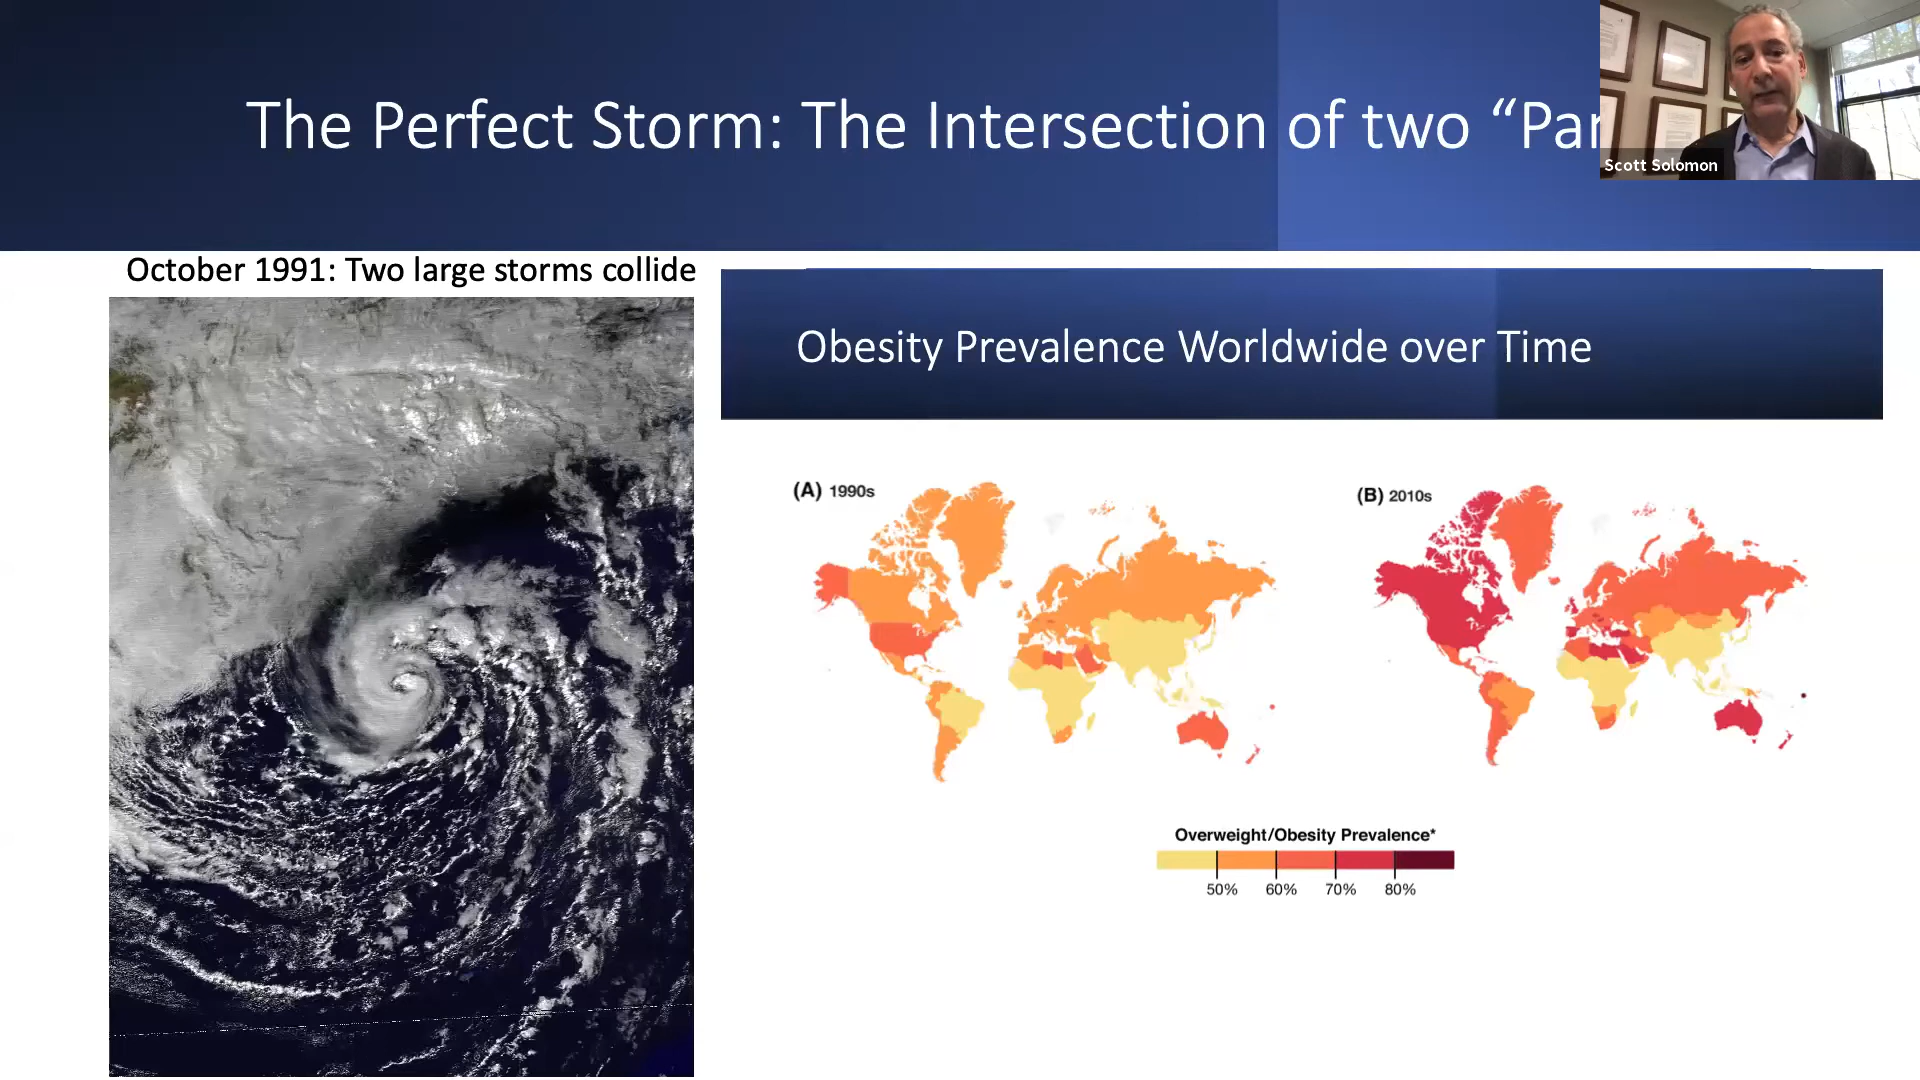 The Perfect Storm: The Intersection of two “Par
Scott Solomon
October 1991: Two large storms collide
Obesity Prevalence Worldwide over Time
(A) 1990s
(B) 2010s
Overweight/Obesity Prevalence*
50% 60% 70% 80%